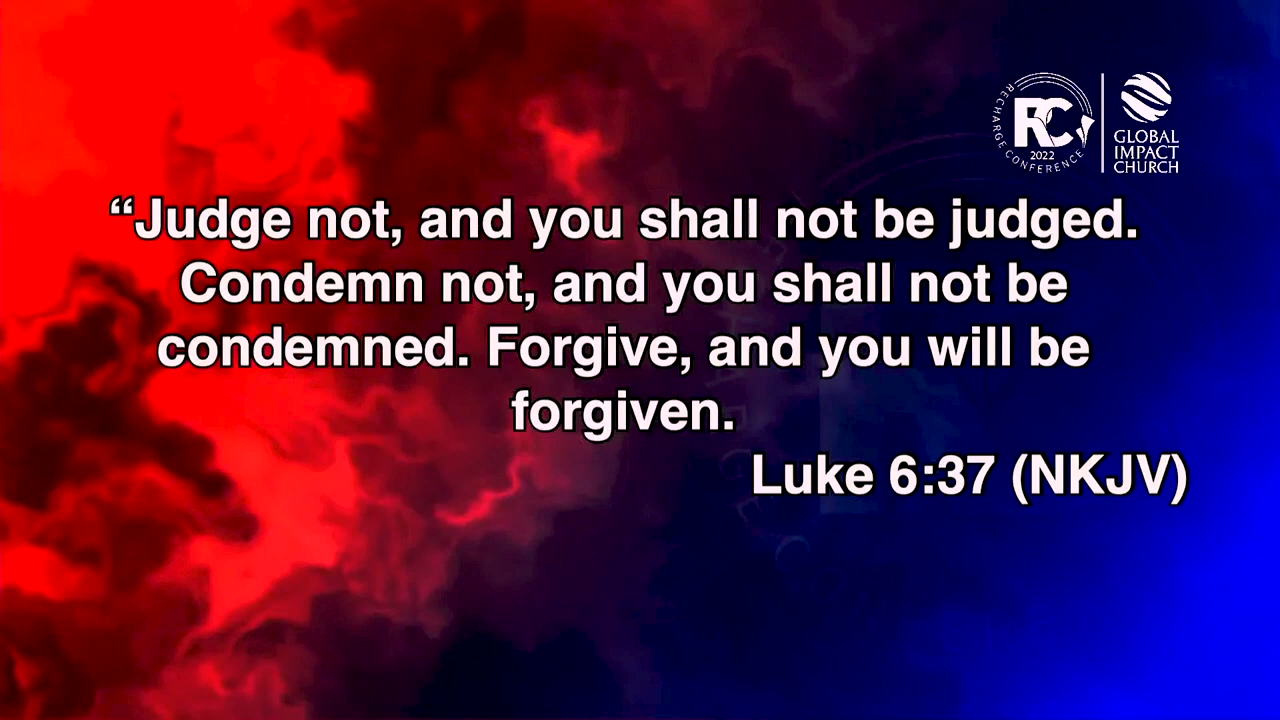 RECHARGE CONFERENCE
RC
2022
GLOBAL
IMPACT
CHURCH
“Judge not, and you shall not be judged.
Condemn not, and you shall not be
condemned. Forgive, and you will be
forgiven.
Luke 6:37 (NKJV)